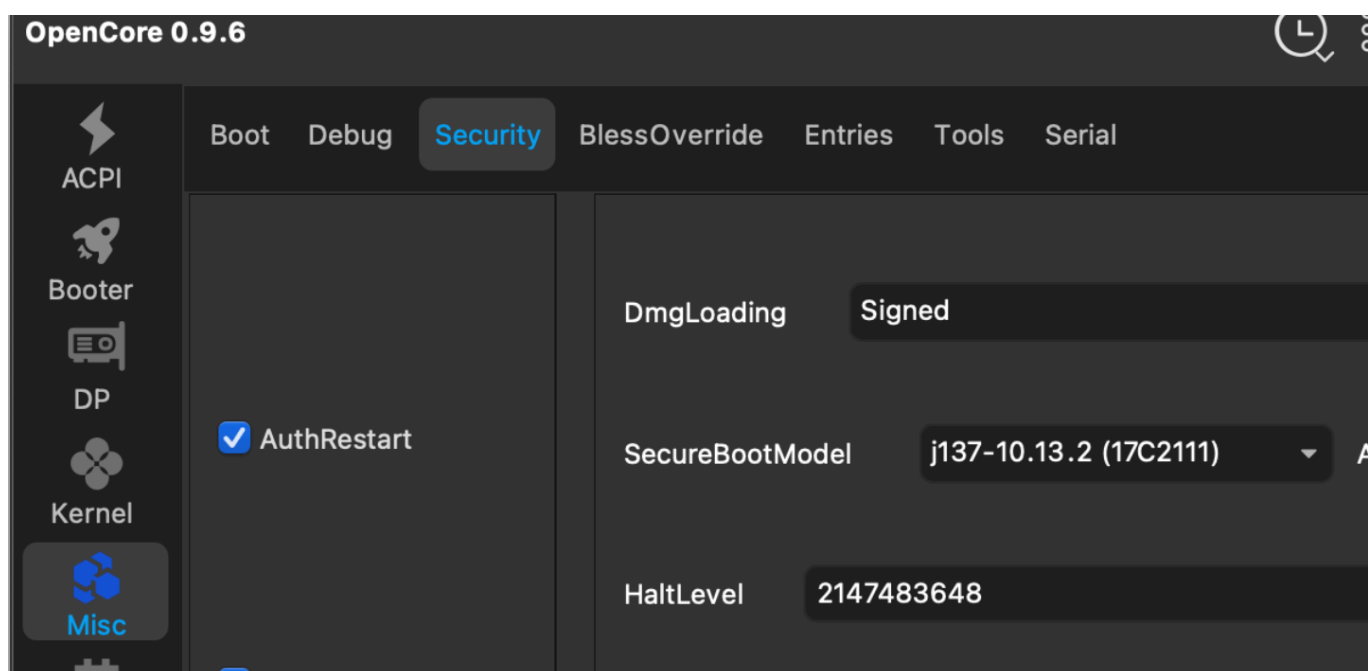 OpenCore 0.9.6
Boot Debug Security BlessOverride Entries Tools Serial
ACPI
Booter
DP
Kernel
Misc
AuthRestart
DmgLoading Signed
SecureBootModel j137-10.13.2 (17C2111)
HaltLevel 2147483648